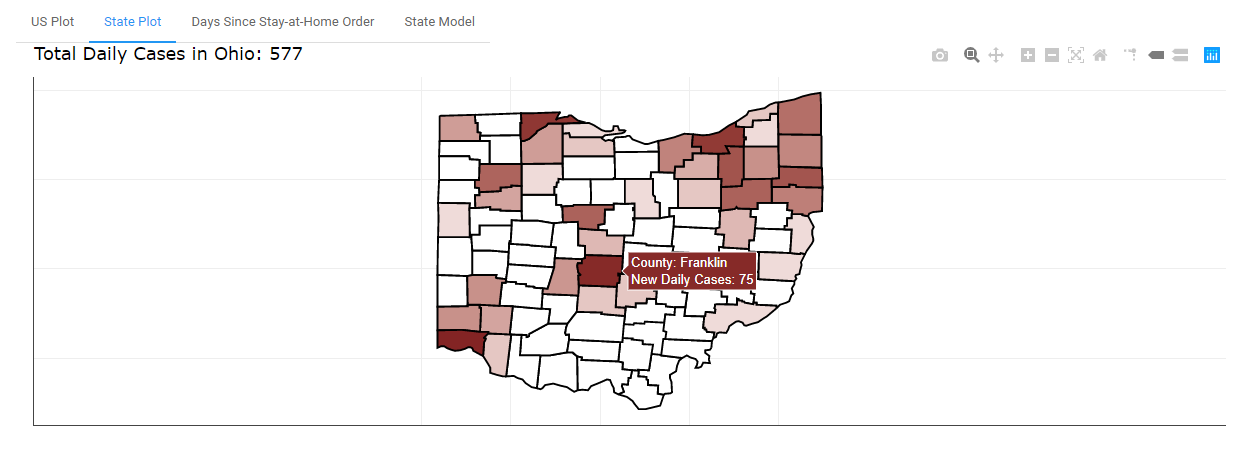 US Plot State Plot Days Since Stay-at-Home Order State Model
Total Daily Cases in Ohio: 577
County: Franklin
New Daily Cases: 75